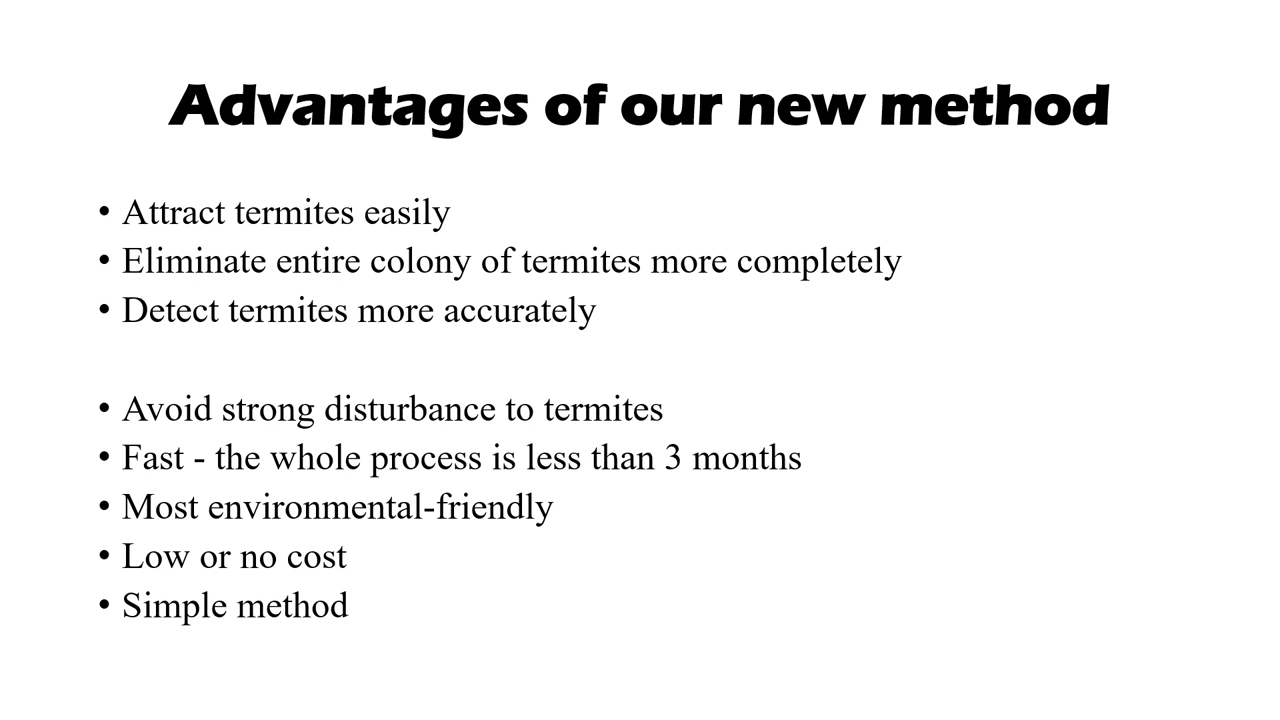 Advantages of our new method
• Attract termites easily
• Eliminate entire colony of termites more completely
• Detect termites more accurately
• Avoid strong disturbance to termites
• Fast - the whole process is less than 3 months
• Most environmental-friendly
• Low or no cost
• Simple method